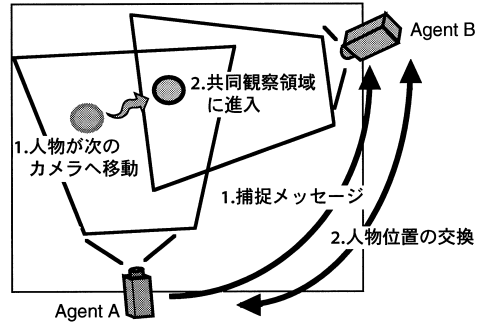 Agent B
2.共同観察領域
に進入
1.人物が次の
カメラへ移動
1.捕捉メッセージ
2.人物位置の交換
Agent A